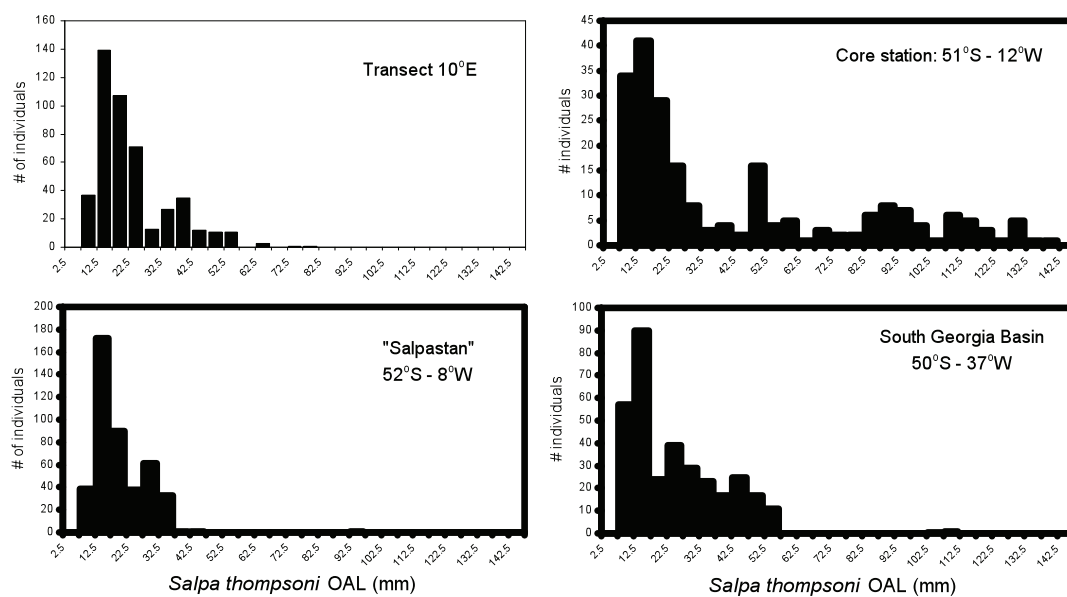 160
140
120
100
80
60
40
20
0
# of individuals
Transect 10°E
2.5 12.5 22.5 32.5 42.5 52.5 62.5 72.5 82.5 92.5 102.5 112.5 122.5 132.5 142.5
45
40
35
30
25
20
15
10
5
0
# individuals
Core station: 51°S - 12°W
2.5 12.5 22.5 32.5 42.5 52.5 62.5 72.5 82.5 92.5 102.5 112.5 122.5 132.5 142.5
200
180
160
140
120
100
80
60
40
20
0
# of individuals
"Salpastan"
52°S - 8°W
2.5 12.5 22.5 32.5 42.5 52.5 62.5 72.5 82.5 92.5 102.5 112.5 122.5 132.5 142.5
Salpa thompsoni OAL (mm)
100
90
80
70
60
50
40
30
20
10
0
# individuals
South Georgia Basin
50°S - 37°W
2.5 12.5 22.5 32.5 42.5 52.5 62.5 72.5 82.5 92.5 102.5 112.5 122.5 132.5 142.5
Salpa thompsoni OAL (mm)